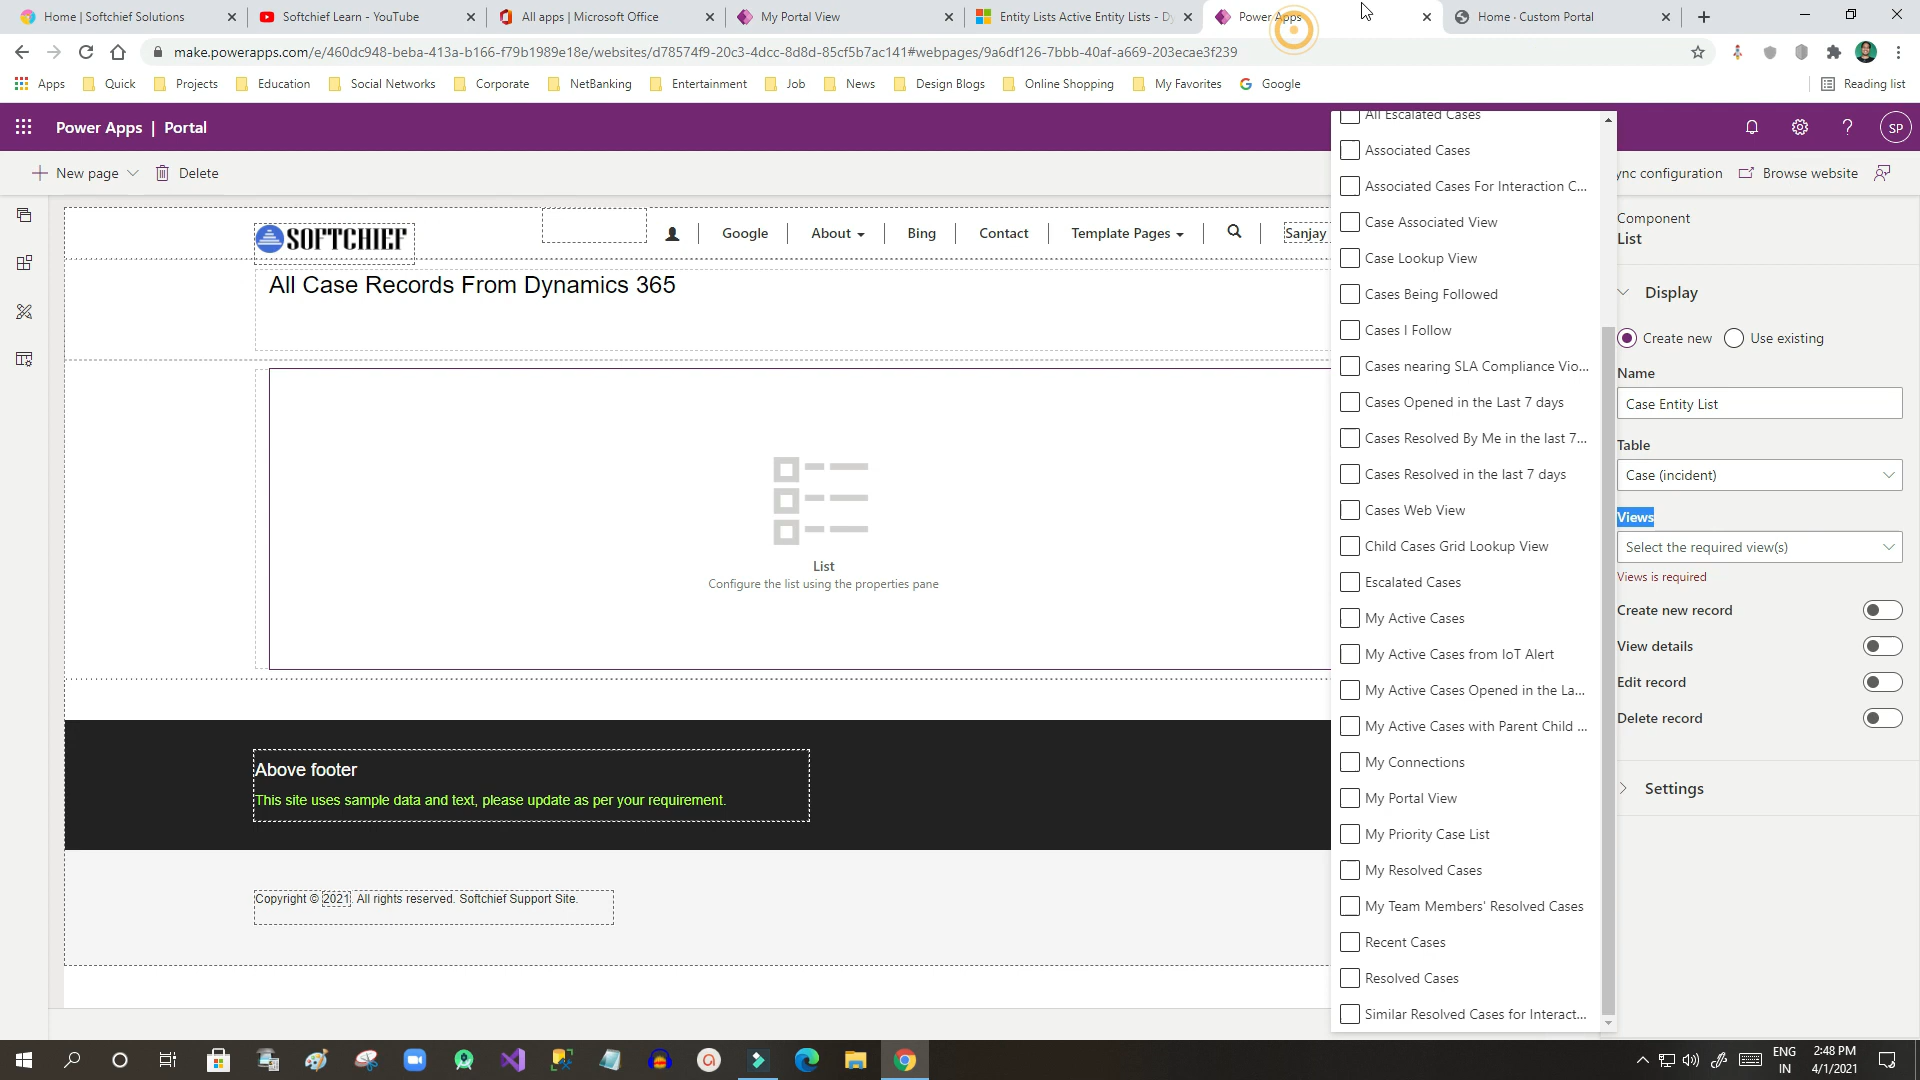 Home | Softchief Solutions
Softchief Learn - YouTube
All apps | Microsoft Office
My Portal View
Entity Lists Active Entity Lists - D
Power Apps
Home · Custom Portal
make.powerapps.com/e/460dc948-beba-413a-b166-f79b1989e18e/websites/d78574f9-20c3-4dcc-8d8d-85cf5b7ac141#webpages/9a6df126-7bbb-40af-a669-203ecae3f239
Apps
Quick
Projects
Education
Social Networks
Corporate
NetBanking
Entertainment
Job
News
Design Blogs
Online Shopping
My Favorites
Google
Reading list
Power Apps | Portal
SP
New page
Delete
ync configuration
Browse website
SOFTCHIEF
Google
About
Bing
Contact
Template Pages
Sanjay
All Case Records From Dynamics 365
List
Configure the list using the properties pane
Above footer
This site uses sample data and text, please update as per your requirement.
Copyright © 2021. All rights reserved. Softchief Support Site.
All Escalated Cases
Associated Cases
Associated Cases For Interaction C...
Case Associated View
Case Lookup View
Cases Being Followed
Cases I Follow
Cases nearing SLA Compliance Vio...
Cases Opened in the Last 7 days
Cases Resolved By Me in the last 7...
Cases Resolved in the last 7 days
Cases Web View
Child Cases Grid Lookup View
Escalated Cases
My Active Cases
My Active Cases from IoT Alert
My Active Cases Opened in the La...
My Active Cases with Parent Child ...
My Connections
My Portal View
My Priority Case List
My Resolved Cases
My Team Members' Resolved Cases
Recent Cases
Resolved Cases
Similar Resolved Cases for Interact...
Component
List
Display
Create new
Use existing
Name
Case Entity List
Table
Case (incident)
Views
Select the required view(s)
Views is required
Create new record
View details
Edit record
Delete record
Settings
ENG
IN
2:48 PM
4/1/2021